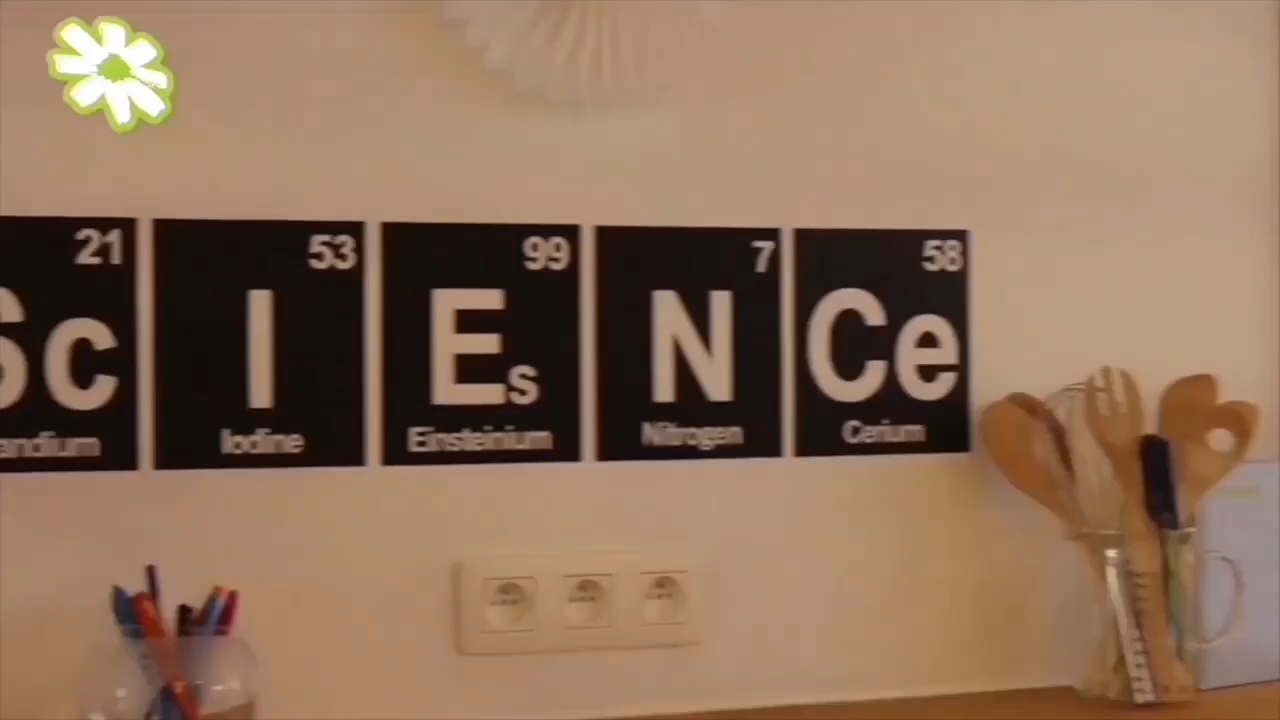 21
Sc
andium
53
I
Iodine
99
Es
Einsteinium
7
N
Nitrogen
58
Ce
Cerium